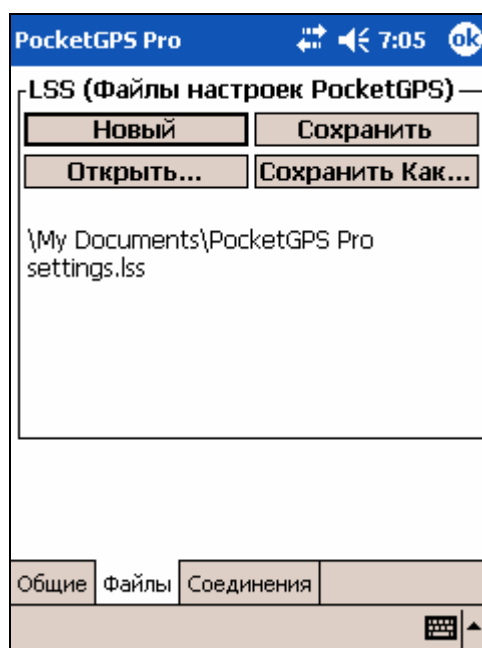 PocketGPS Pro 7:05 ok
LSS (Файлы настроек PocketGPS)
Новый Сохранить
Открыть... Сохранить Как...
\My Documents\PocketGPS Pro
settings.lss
Общие Файлы Соединения